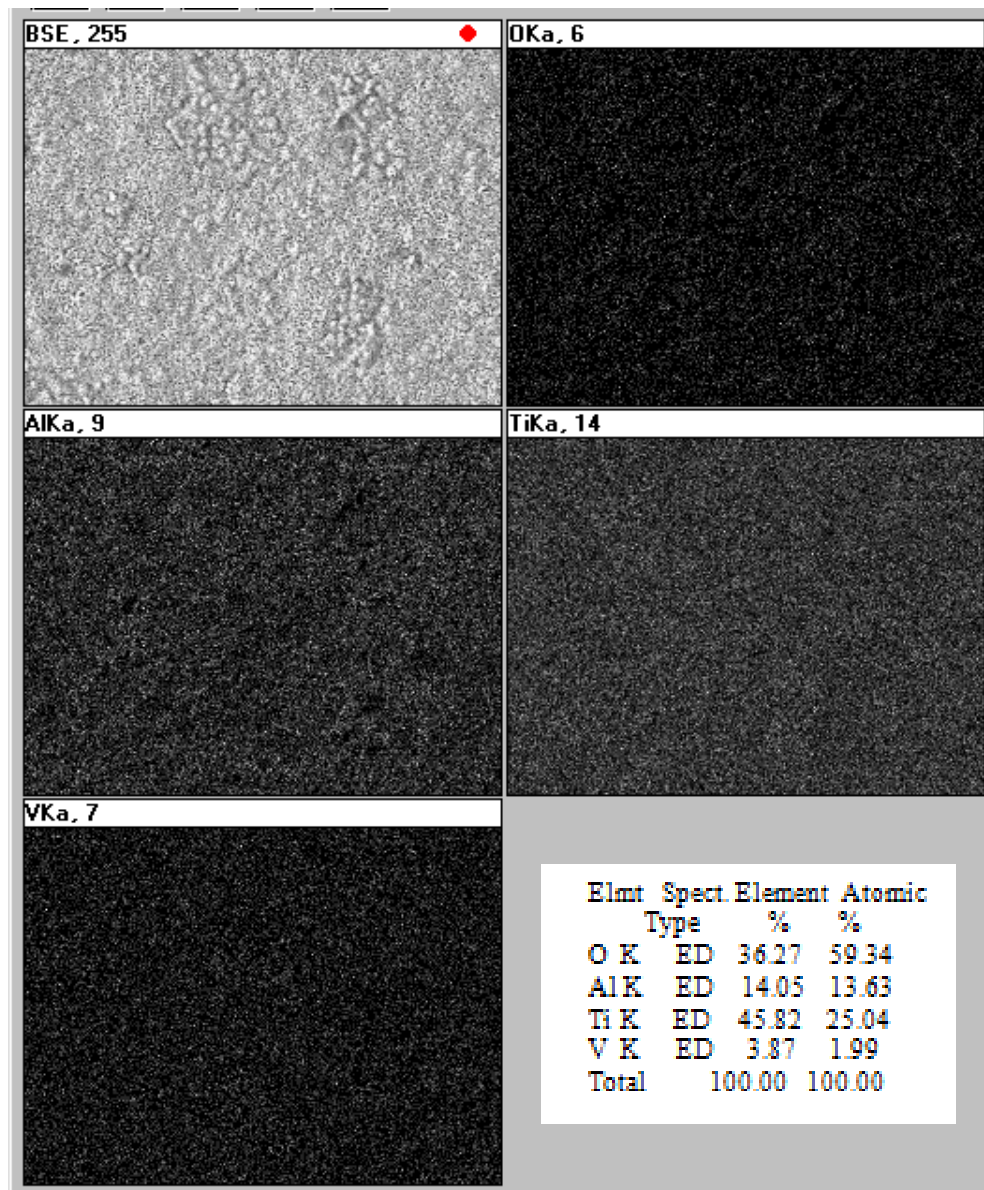 BSE, 255
OKa, 6
AlKa, 9
TiKa, 14
VKa, 7
Elmt Spect. Element Atomic
Type % %
O K ED 36.27 59.34
Al K ED 14.05 13.63
Ti K ED 45.82 25.04
V K ED 3.87 1.99
Total 100.00 100.00